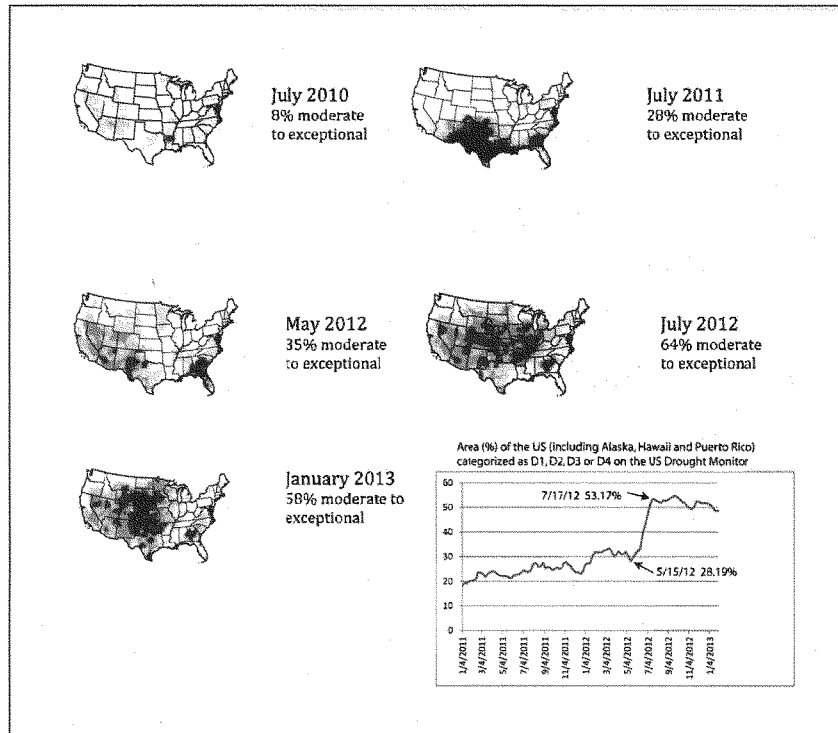 July 2010
8% moderate
to exceptional
July 2011
28% moderate
to exceptional
May 2012
35% moderate
to exceptional
July 2012
64% moderate
to exceptional
January 2013
58% moderate to
exceptional
Area (%) of the US (including Alaska, Hawaii and Puerto Rico)
categorized as D1, D2, D3 or D4 on the US Drought Monitor
60
50
40
30
20
10
0
7/17/12 53.17%
5/15/12 28.19%
1/4/2011
3/4/2011
5/4/2011
7/4/2011
9/4/2011
11/4/2011
1/4/2012
3/4/2012
5/4/2012
7/4/2012
9/4/2012
11/4/2012
1/4/2013